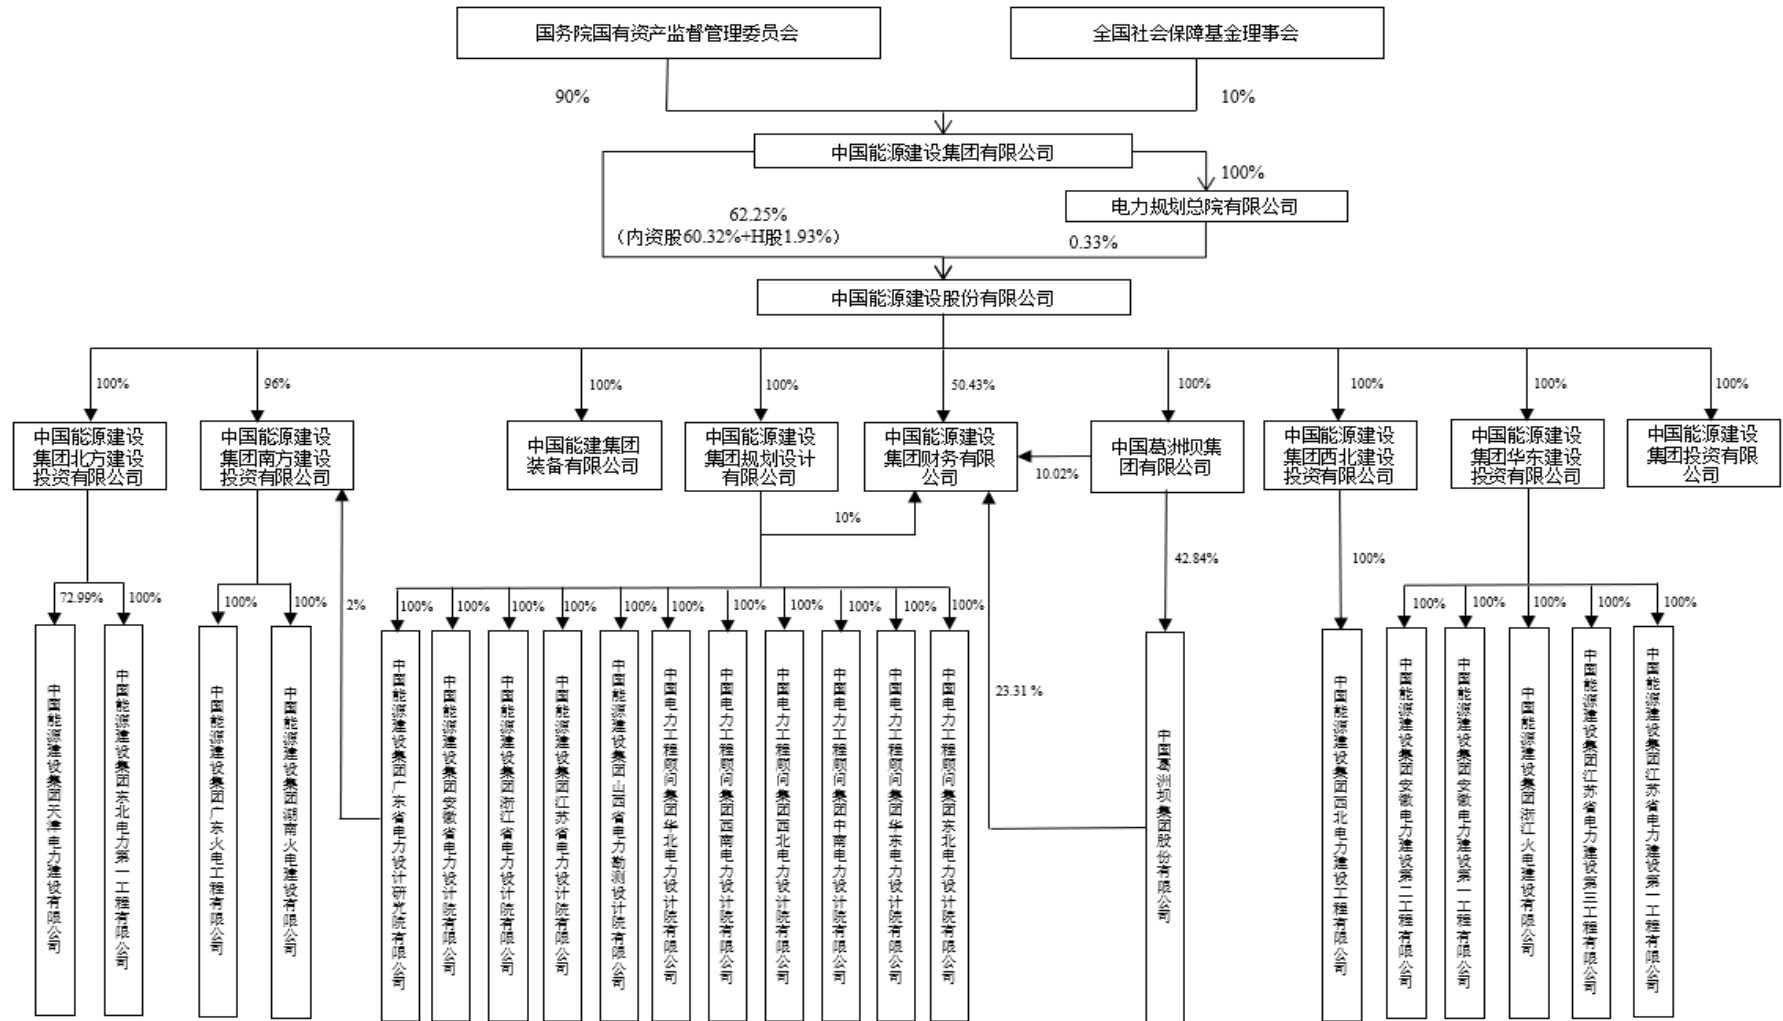 国务院国有资产监督管理委员会
全国社会保障基金理事会
90%
10%
中国能源建设集团有限公司
100%
电力规划总院有限公司
62.25%
（内资股60.32%+H股1.93%）
0.33%
中国能源建设股份有限公司
100%
96%
100%
100%
50.43%
100%
100%
100%
100%
中国能源建设
集团北方建设
投资有限公司
中国能源建设
集团南方建设
投资有限公司
中国能建集团
装备有限公司
中国能源建设
集团规划设计
有限公司
中国能源建设
集团财务有限
公司
10.02%
中国葛洲坝集
团有限公司
中国能源建设
集团西北建设
投资有限公司
中国能源建设
集团华东建设
投资有限公司
中国能源建设
集团投资有限
公司
10%
42.84%
100%
72.99%
100%
100%
100%
2%
100%
100%
100%
100%
100%
100%
100%
100%
100%
100%
100%
23.31 %
100%
100%
100%
100%
100%
中国能源建设集团天津电力建设有限公司
中国能源建设集团东北电力第一工程有限公司
中国能源建设集团广东火电工程有限公司
中国能源建设集团湖南火电建设有限公司
中国能源建设集团广东省电力设计研究院有限公司
中国能源建设集团安徽省电力设计院有限公司
中国能源建设集团浙江省电力设计院有限公司
中国能源建设集团江苏省电力设计院有限公司
中国能源建设集团山西省电力勘测设计院有限公司
中国电力工程顾问集团华北电力设计院有限公司
中国电力工程顾问集团西南电力设计院有限公司
中国电力工程顾问集团西北电力设计院有限公司
中国电力工程顾问集团中南电力设计院有限公司
中国电力工程顾问集团华东电力设计院有限公司
中国电力工程顾问集团东北电力设计院有限公司
中国葛洲坝集团股份有限公司
中国能源建设集团西北电力建设工程有限公司
中国能源建设集团安徽电力建设第二工程有限公司
中国能源建设集团安徽电力建设第一工程有限公司
中国能源建设集团浙江火电建设有限公司
中国能源建设集团江苏省电力建设第三工程有限公司
中国能源建设集团江苏省电力建设第一工程有限公司